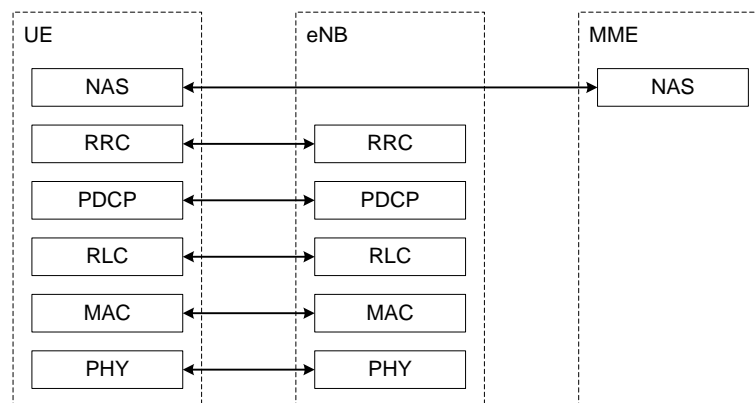 UE eNB MME
NAS NAS
RRC RRC
PDCP PDCP
RLC RLC
MAC MAC
PHY PHY